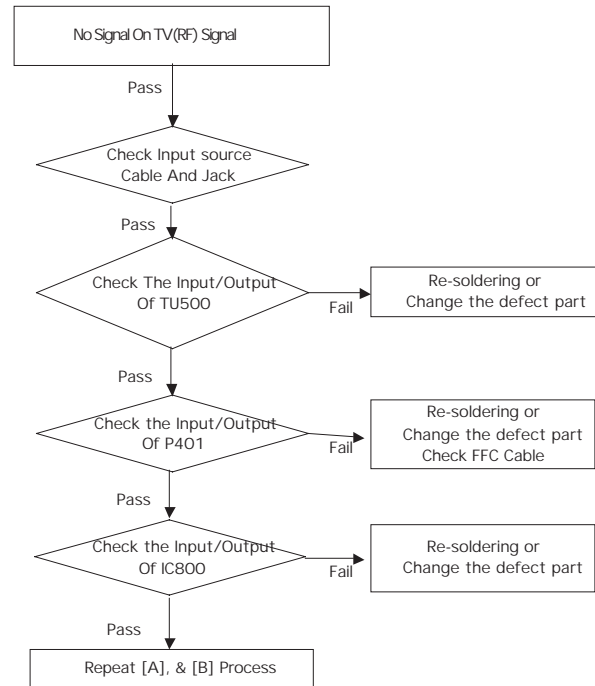 No Signal On TV(RF) Signal
Pass
Check Input source
Cable And Jack
Pass
Check The Input/Output
Of TU500
Fail
Re-soldering or
Change the defect part
Pass
Check the Input/Output
Of P401
Fail
Re-soldering or
Change the defect part
Check FFC Cable
Pass
Check the Input/Output
Of IC800
Fail
Re-soldering or
Change the defect part
Pass
Repeat [A], & [B] Process